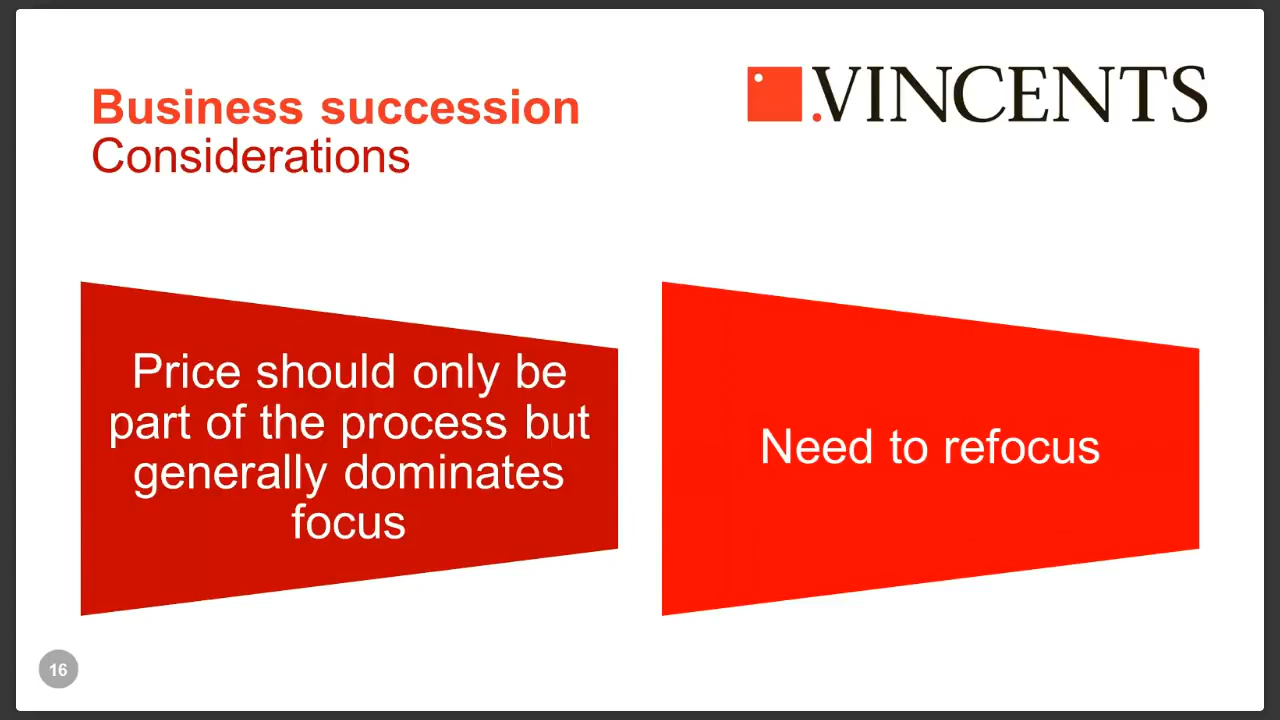 Business succession
Considerations
.VINCENTS
Price should only be
part of the process but
generally dominates
focus
Need to refocus
16